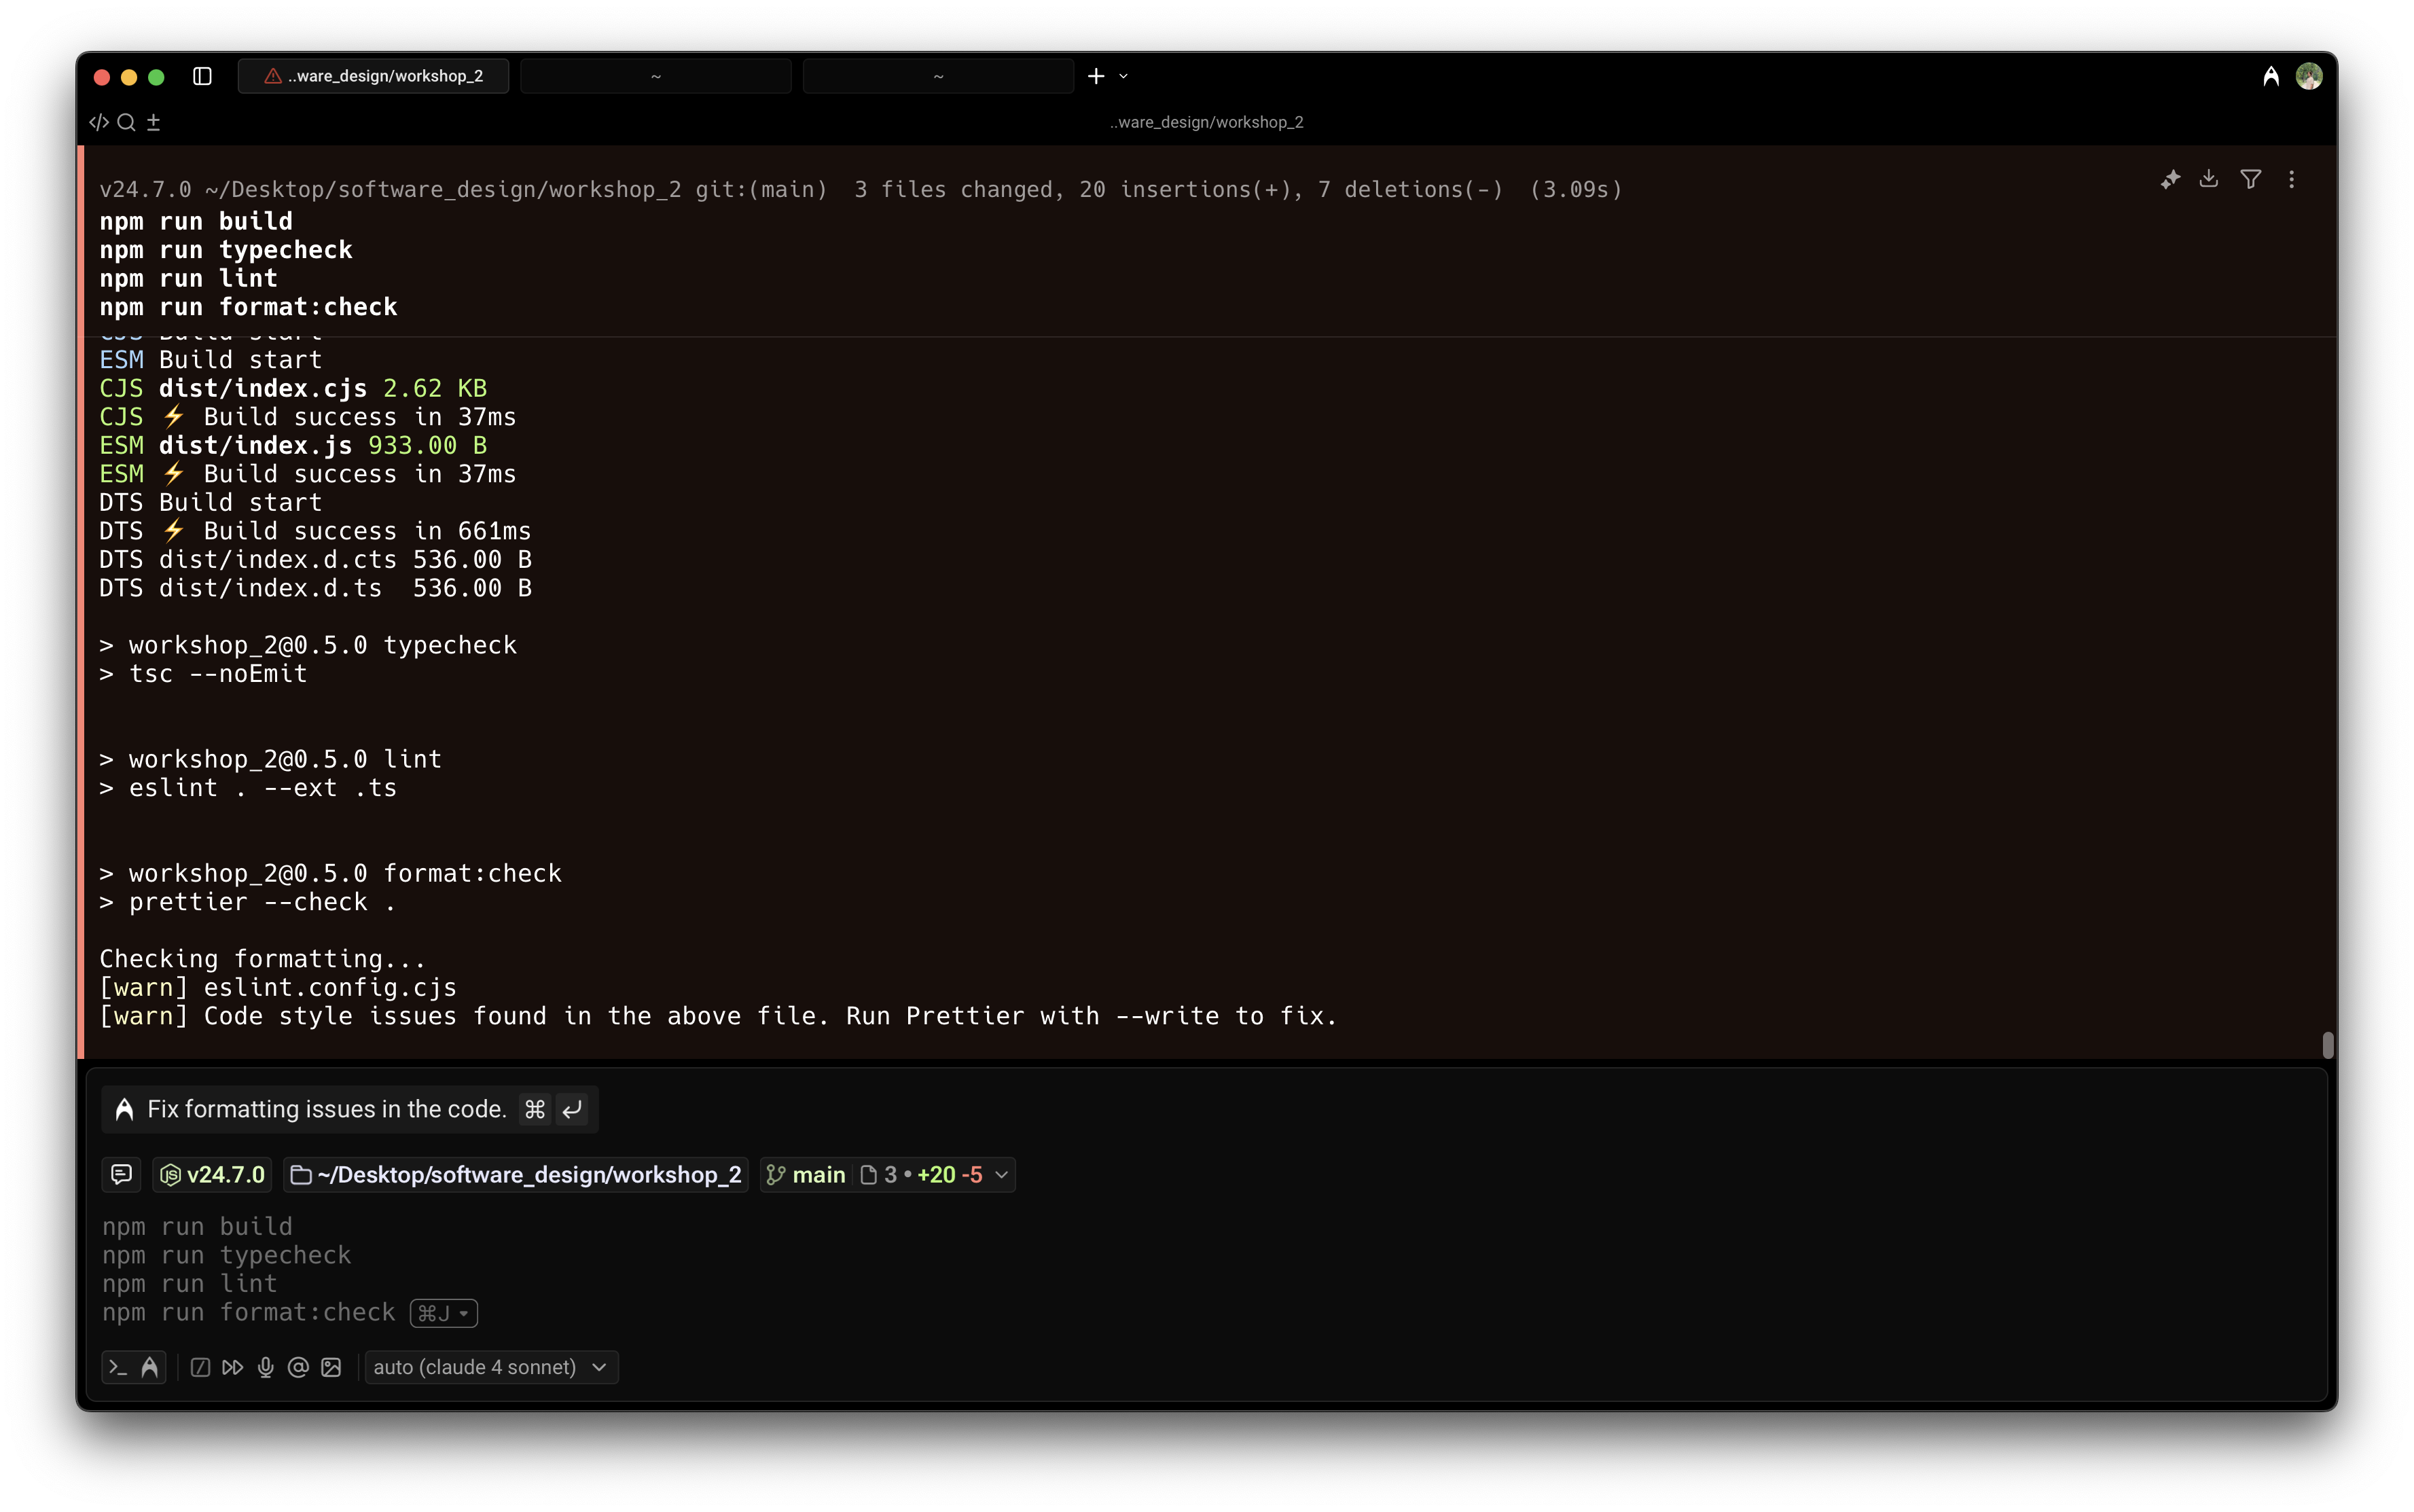 ..ware_design/workshop_2
~
~
..ware_design/workshop_2
v24.7.0 ~/Desktop/software_design/workshop_2 git:(main)  3 files changed, 20 insertions(+), 7 deletions(-)  (3.09s)
npm run build
npm run typecheck
npm run lint
npm run format:check
CJS Build start
ESM Build start
CJS dist/index.cjs 2.62 KB
CJS ⚡ Build success in 37ms
ESM dist/index.js 933.00 B
ESM ⚡ Build success in 37ms
DTS Build start
DTS ⚡ Build success in 661ms
DTS dist/index.d.cts 536.00 B
DTS dist/index.d.ts  536.00 B
> workshop_2@0.5.0 typecheck
> tsc --noEmit
> workshop_2@0.5.0 lint
> eslint . --ext .ts
> workshop_2@0.5.0 format:check
> prettier --check .
Checking formatting...
[warn] eslint.config.cjs
[warn] Code style issues found in the above file. Run Prettier with --write to fix.
Fix formatting issues in the code. ⌘ ↵
v24.7.0 ~/Desktop/software_design/workshop_2 main 3 • +20 -5
npm run build
npm run typecheck
npm run lint
npm run format:check ⌘J
auto (claude 4 sonnet)